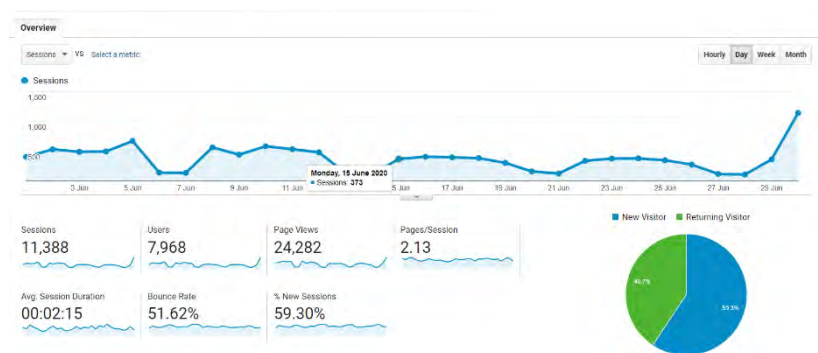 Overview
Sessions VS Select a metric
Hourly Day Week Month
Sessions
1,500
1,000
500
Monday, 15 June 2020
Sessions: 373
3 Jun 5 Jun 7 Jun 9 Jun 11 Jun 5 Jun 17 Jun 19 Jun 21 Jun 23 Jun 25 Jun 27 Jun 29 Jun
New Visitor Returning Visitor
Sessions Users Page Views Pages/Session
11,388 7,968 24,282 2.13
Avg. Session Duration Bounce Rate % New Sessions
00:02:15 51.62% 59.30%
40.7%
59.3%